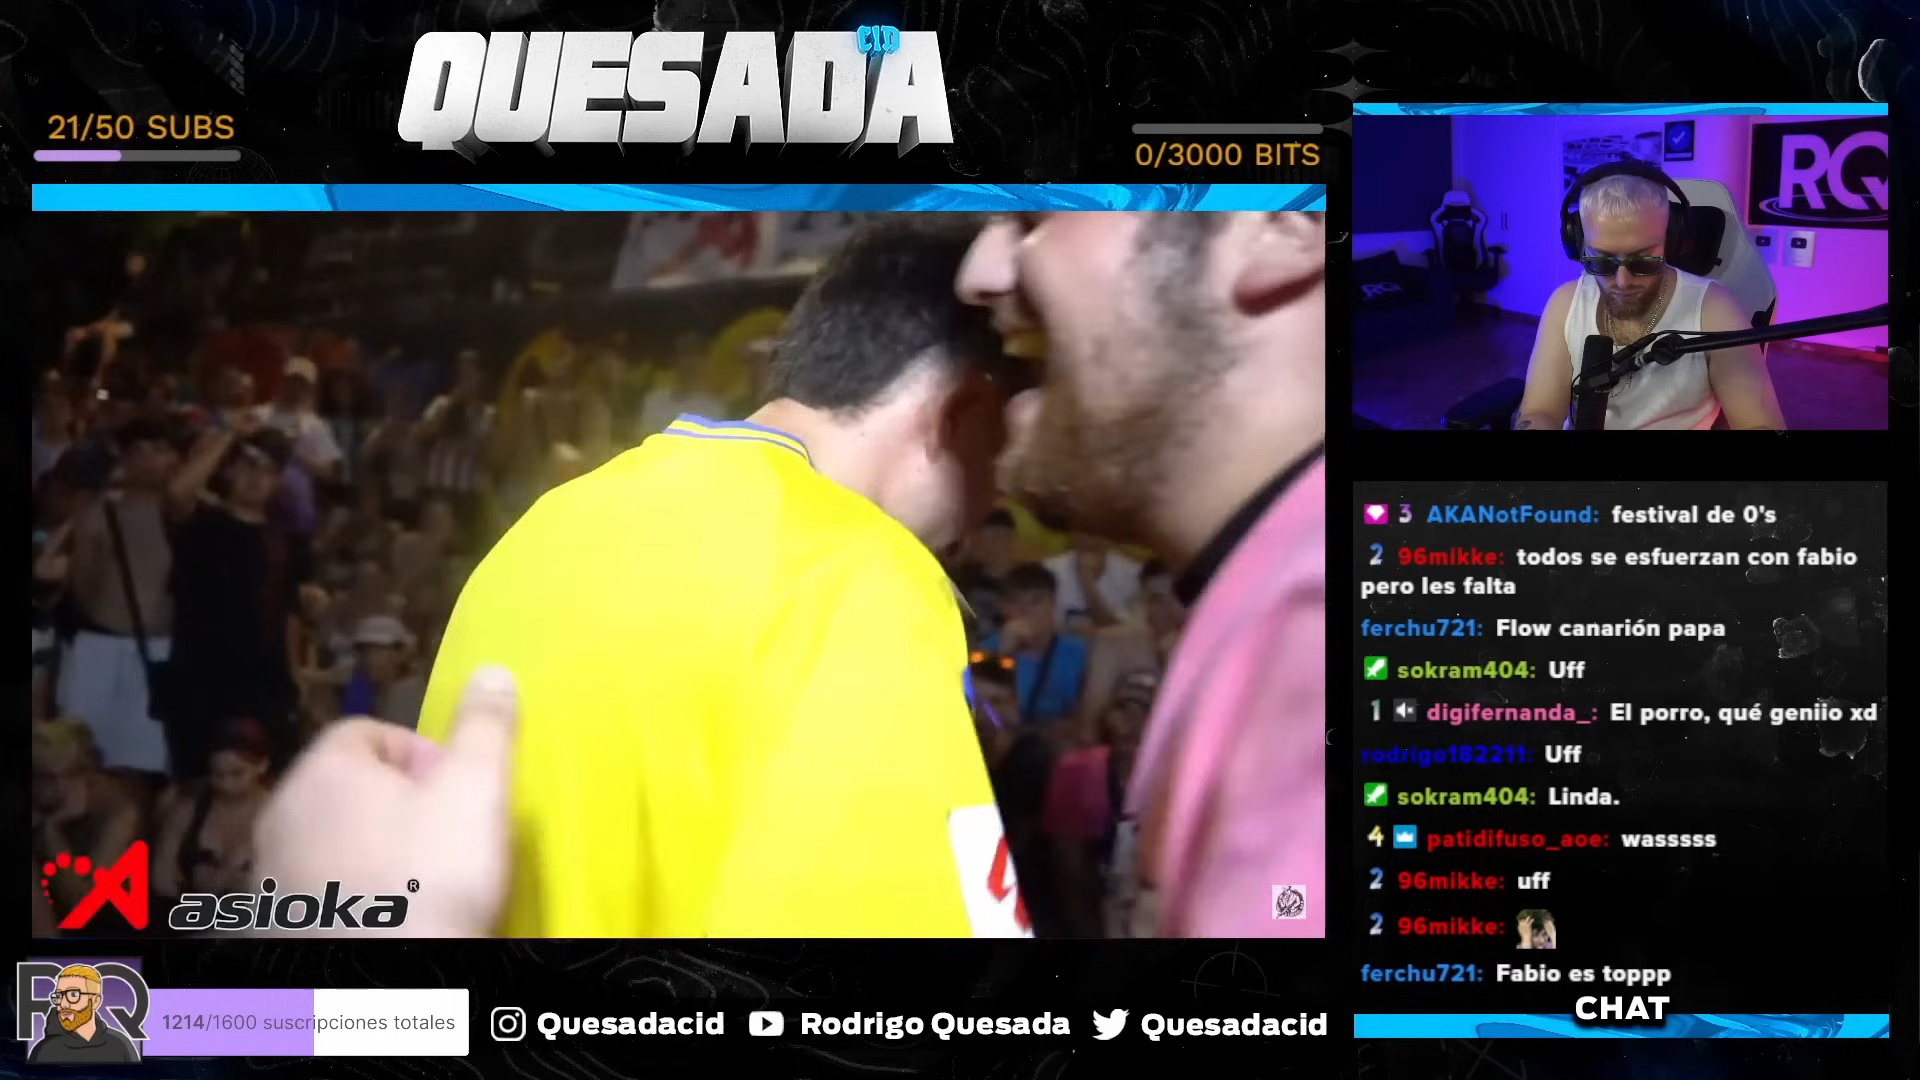 CID
QUESADA
21/50 SUBS
0/3000 BITS
RQ
RQ
asioka®
3 AKANotFound: festival de 0's
2 96mikke: todos se esfuerzan con fabio
pero les falta
ferchu721: Flow canarión papa
sokram404: Uff
1 digifernanda_: El porro, qué geniio xd
rodrigo182211: Uff
sokram404: Linda.
4 patidifuso_aoe: wasssss
2 96mikke: uff
2 96mikke:
ferchu721: Fabio es toppp
CHAT
RQ
1214/1600 suscripciones totales
Quesadacid
Rodrigo Quesada
Quesadacid